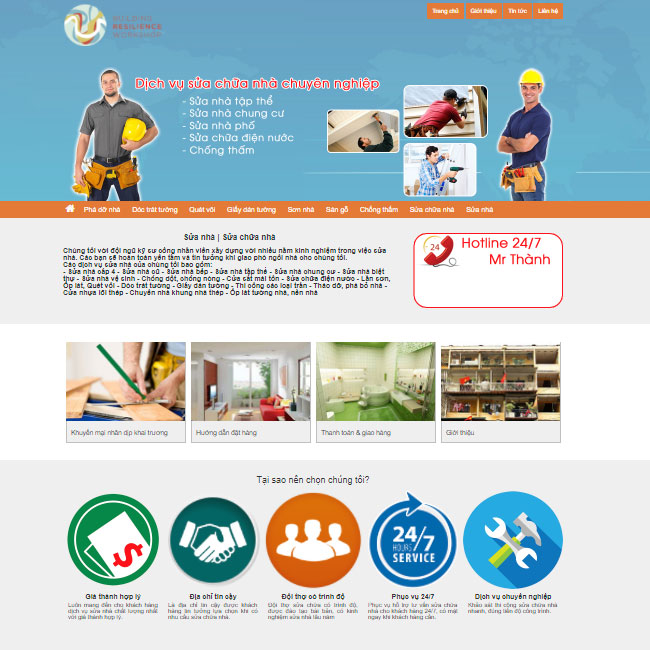 BUILDING
RESILIENCE
WORKSHOP
Trang chủ Giới thiệu Tin tức Liên hệ
Dịch vụ sửa chữa nhà chuyên nghiệp
- Sửa nhà tập thể
- Sửa nhà chung cư
- Sửa nhà phố
- Sửa chữa điện nước
- Chống thấm
Phá dỡ nhà Dóc trát tường Quét vôi Giấy dán tường Sơn nhà Sàn gỗ Chống thấm Sửa chữa nhà Sửa nhà
Sửa nhà | Sửa chữa nhà
Chúng tôi với đội ngũ kỹ sư công nhân viên xây dựng với nhiều năm kinh nghiệm trong việc sửa
nhà. Các bạn sẽ hoàn toàn yên tâm và tin tưởng khi giao phó ngôi nhà cho chúng tôi.
Các dịch vụ sửa nhà của chúng tôi bao gồm:
- Sửa nhà cấp 4 - Sửa nhà cũ - Sửa nhà bếp - Sửa nhà tập thể - Sửa nhà chung cư - Sửa nhà biệt
thự - Sửa nhà vệ sinh - Chống dột, chống nóng - Cửa sắt mái tôn - Sửa chữa điện nước - Lăn sơn,
Ốp lát, Quét vôi - Dóc trát tường - Giấy dán tường - Thi công các loại trần - Tháo dỡ, phá bỏ nhà -
Cửa nhựa lõi thép - Chuyên nhà khung nhà thép - Ốp lát tường nhà, nền nhà
24
Hotline 24/7
Mr Thành
Khuyến mại nhân dịp khai trương Hướng dẫn đặt hàng Thanh toán & giao hàng Giới thiệu
Tại sao nên chọn chúng tôi?
$
24/7
HOURS
SERVICE
Giá thành hợp lý
Luôn mang đến cho khách hàng
dịch vụ sửa nhà chất lượng nhất
với giá thành hợp lý.
Địa chỉ tin cậy
Là địa chỉ tin cậy được khách
hàng tin tưởng lựa chọn khi có
nhu cầu sửa chữa nhà.
Đội thợ có trình độ
Đội thợ sửa chữa có trình độ,
được đào tạo bài bản, có kinh
nghiệm sửa nhà lâu năm
Phục vụ 24/7
Phục vụ hỗ trợ tư vấn sửa chữa
nhà cho khách hàng 24/7, có mặt
ngay khi khách hàng cần.
Dịch vụ chuyên nghiệp
Khảo sát thi công sửa chữa nhà
nhanh, đúng tiến độ công trình.